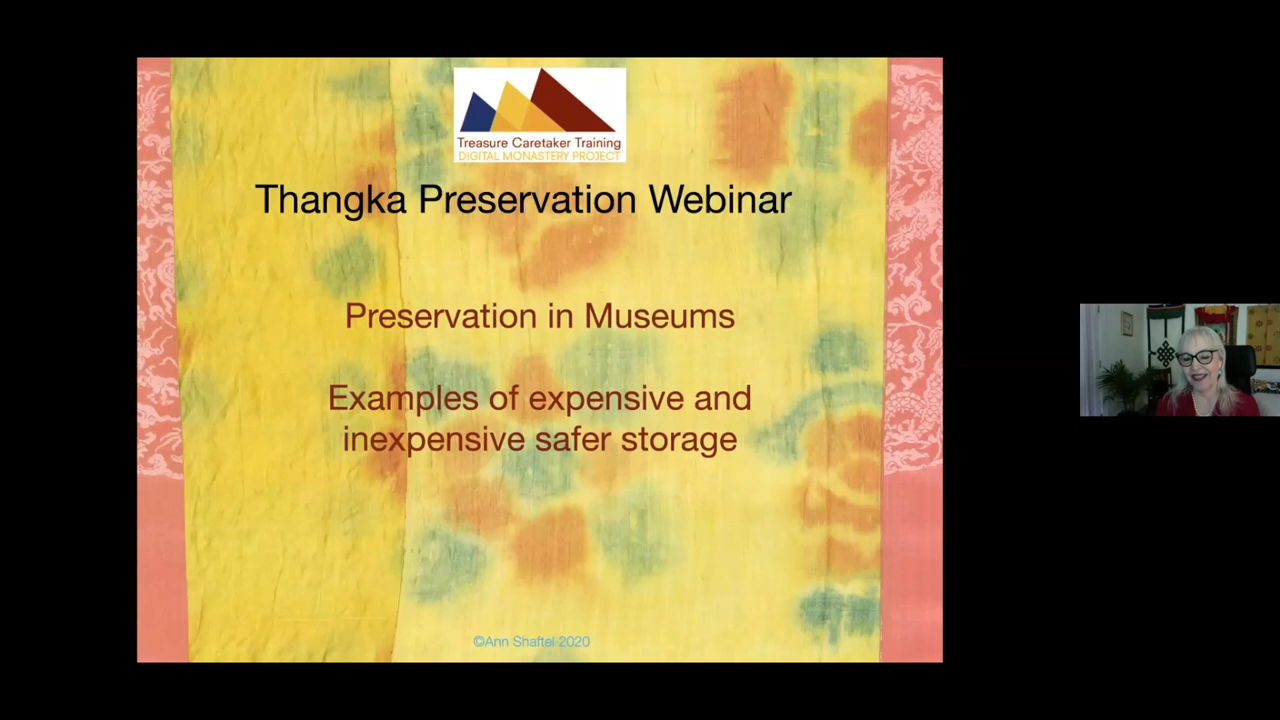 Treasure Caretaker Training
DIGITAL MONASTERY PROJECT
Thangka Preservation Webinar
Preservation in Museums
Examples of expensive and
inexpensive safer storage
©Ann Shaftel 2020